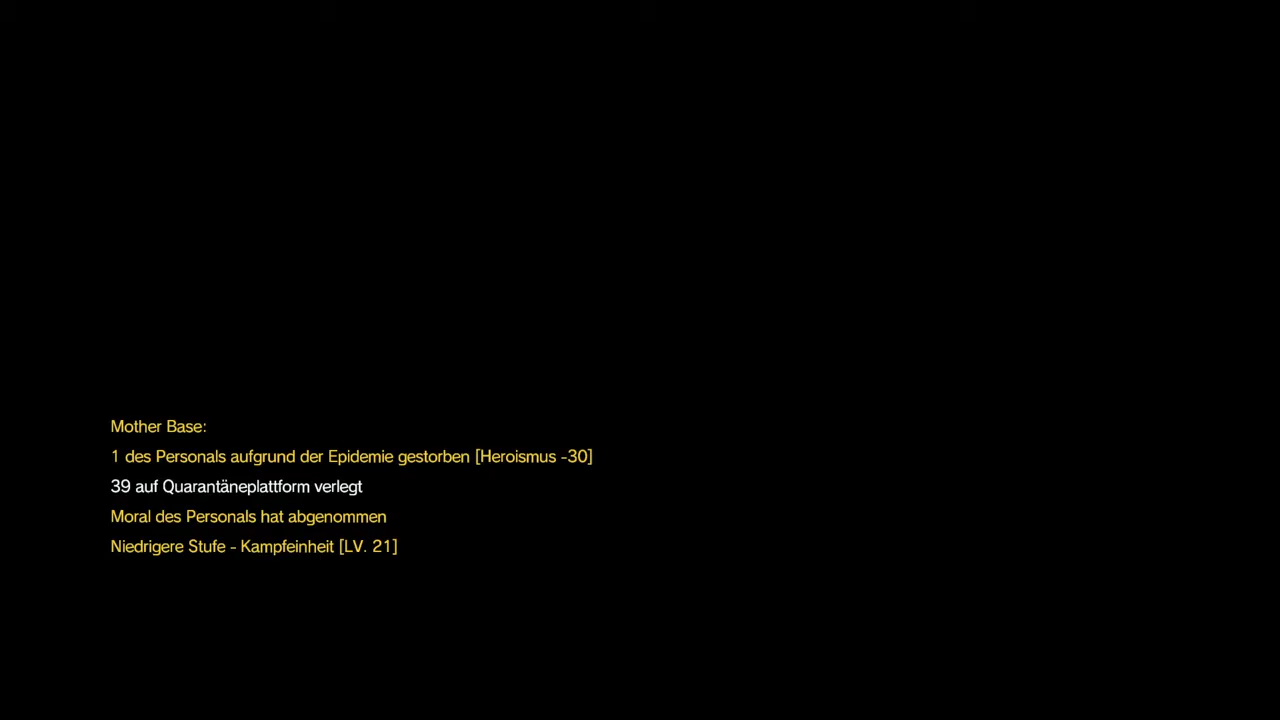 Mother Base:
1 des Personals aufgrund der Epidemie gestorben [Heroismus -30]
39 auf Quarantäneplattform verlegt
Moral des Personals hat abgenommen
Niedrigere Stufe - Kampfeinheit [LV. 21]